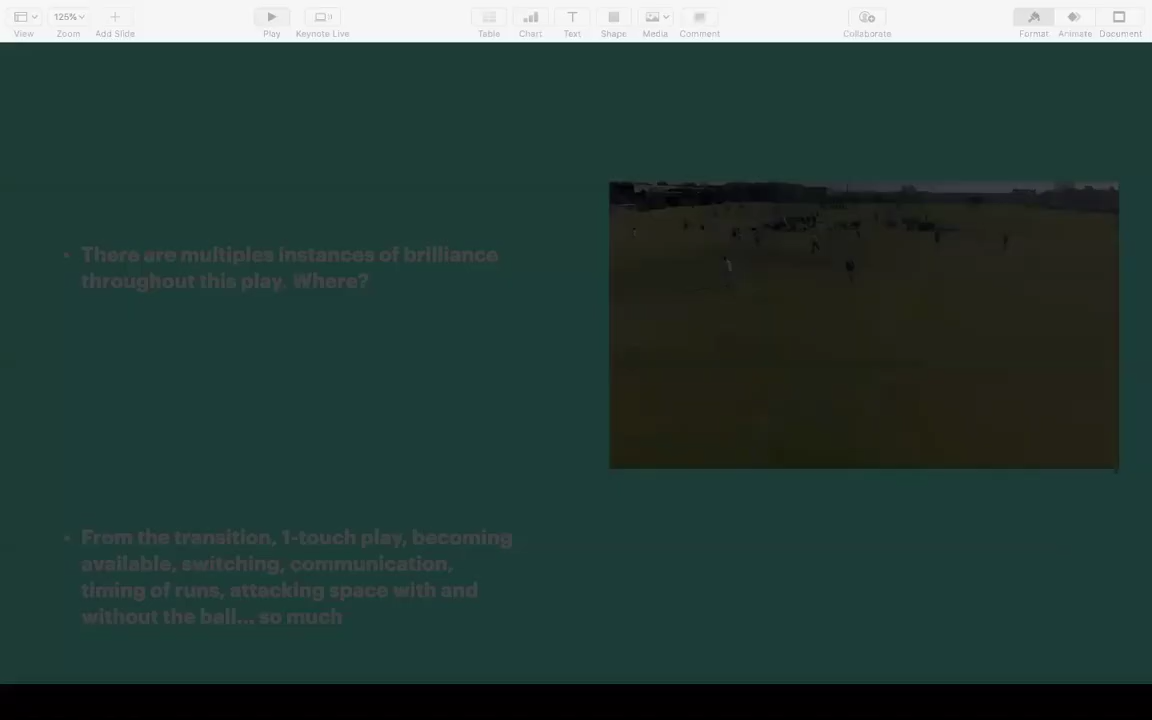 125%
View
Zoom
Add Slide
Play
Keynote Live
Table
Chart
Text
Shape
Media
Comment
Collaborate
Format
Animate
Document
• There are multiples instances of brilliance
throughout this play. Where?
• From the transition, 1-touch play, becoming
available, switching, communication,
timing of runs, attacking space with and
without the ball... so much